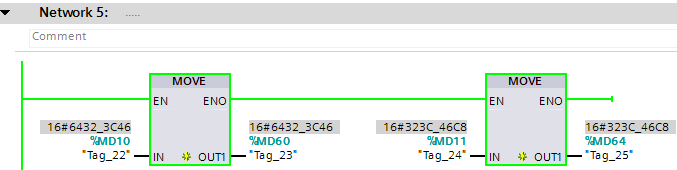 Network 5: .....
Comment
MOVE MOVE
EN ENO EN ENO
16#6432_3C46 16#6432_3C46 16#323C_46C8 16#323C_46C8
%MD10 %MD60 %MD11 %MD64
"Tag_22" IN OUT1 "Tag_23" "Tag_24" IN OUT1 "Tag_25"